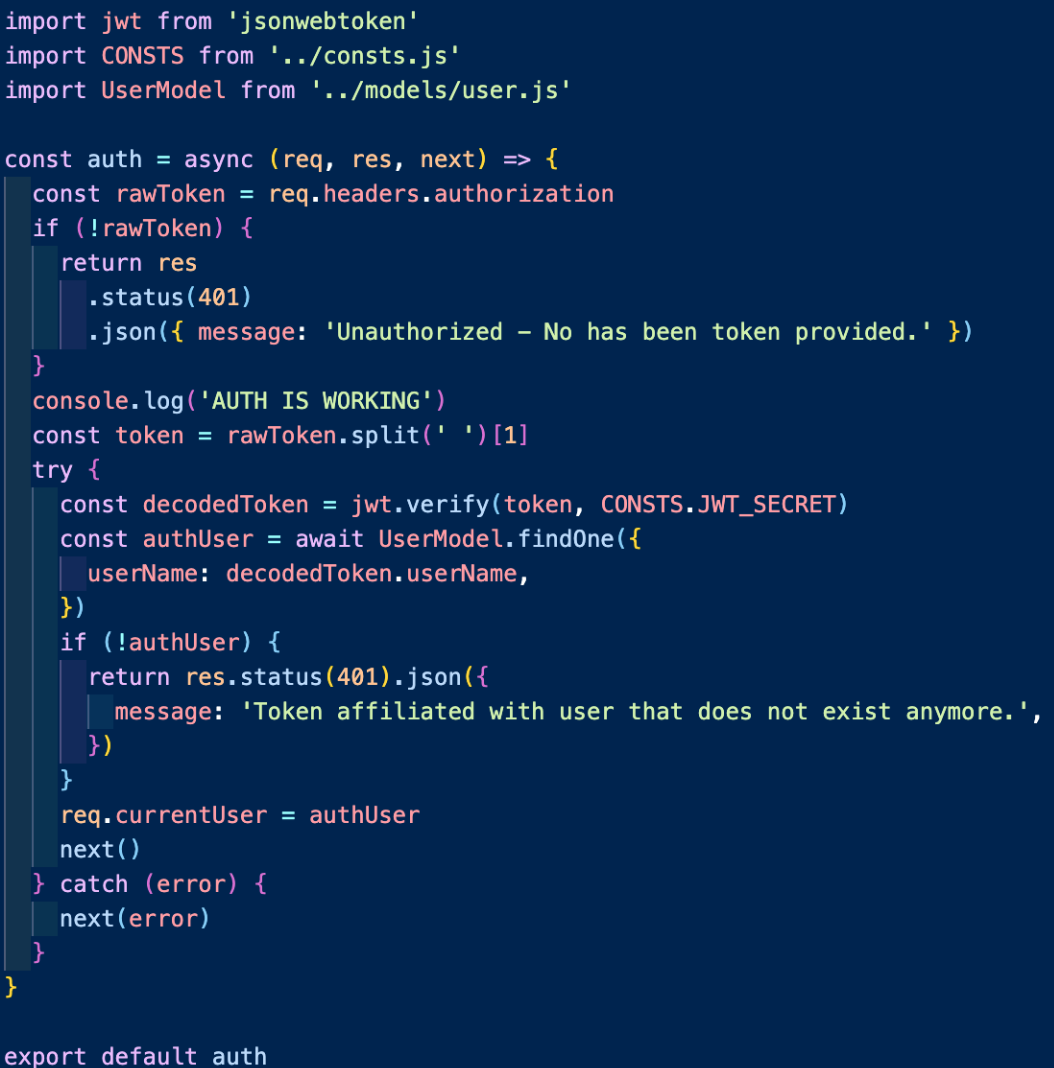 import jwt from 'jsonwebtoken'
import CONSTS from '../consts.js'
import UserModel from '../models/user.js'

const auth = async (req, res, next) => {
  const rawToken = req.headers.authorization
  if (!rawToken) {
    return res
      .status(401)
      .json({ message: 'Unauthorized – No has been token provided.' })
  }
  console.log('AUTH IS WORKING')
  const token = rawToken.split(' ')[1]
  try {
    const decodedToken = jwt.verify(token, CONSTS.JWT_SECRET)
    const authUser = await UserModel.findOne({
      userName: decodedToken.userName,
    })
    if (!authUser) {
      return res.status(401).json({
        message: 'Token affiliated with user that does not exist anymore.',
      })
    }
    req.currentUser = authUser
    next()
  } catch (error) {
    next(error)
  }
}

export default auth